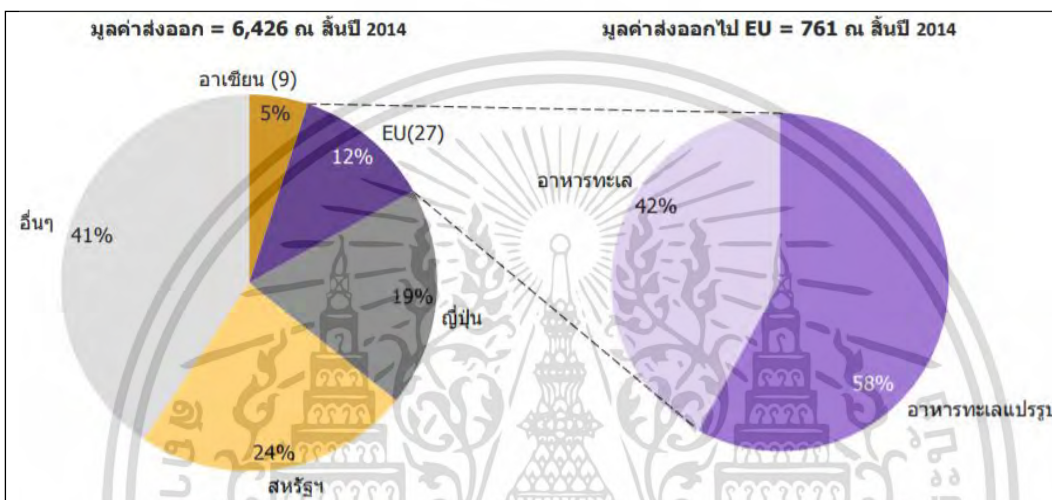 มูลค่าส่งออก = 6,426 ณ สิ้นปี 2014
มูลค่าส่งออกไป EU = 761 ณ สิ้นปี 2014
อาเซียน (9)
5%
EU(27)
12%
อื่นๆ
41%
19%
ญี่ปุ่น
24%
สหรัฐฯ
อาหารทะเล
42%
58%
อาหารทะเลแปรรูป